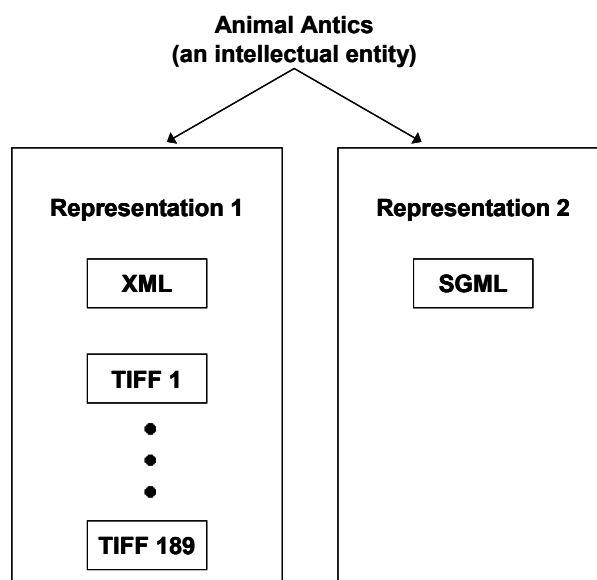 Animal Antics
(an intellectual entity)
Representation 1
XML
TIFF 1
TIFF 189
Representation 2
SGML